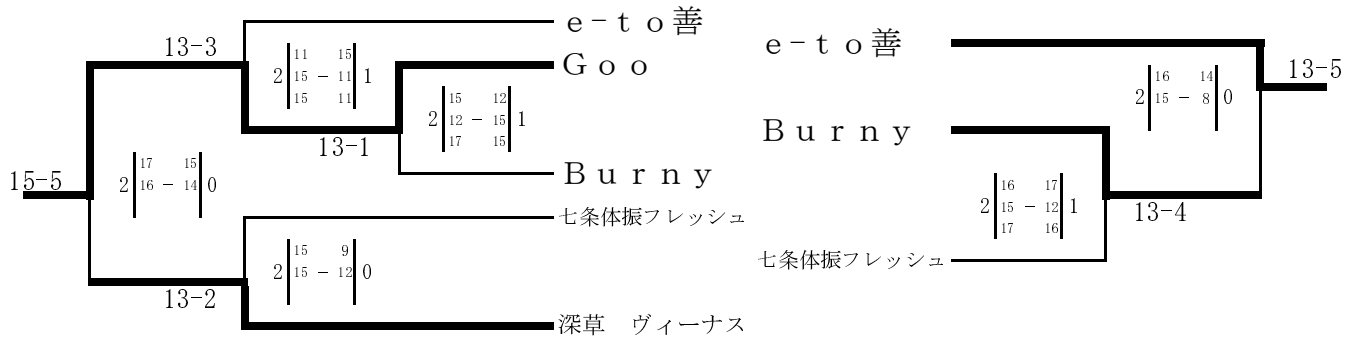 e-to善
13-3
11 15
2 15 - 11 1
15 11
Goo
15 12
2 12 - 15 1
17 15
13-1
Burny
17 15
2 16 - 14 0
15-5
七条体振フレッシュ
15 9
2 15 - 12 0
13-2
深草 ヴィーナス
e-to善
13-5
16 14
2 15 - 8 0
Burny
16 17
2 15 - 12 1
17 16
13-4
七条体振フレッシュ